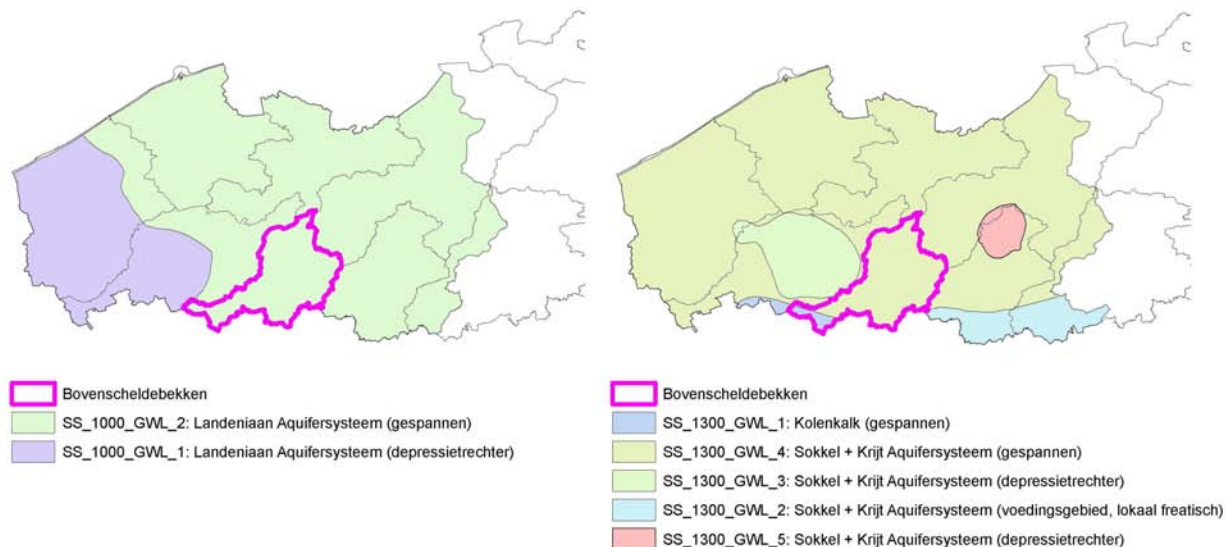 Bovenscheldebekken
SS_1000_GWL_2: Landeniaan Aquifersysteem (gespannen)
SS_1000_GWL_1: Landeniaan Aquifersysteem (depressietrechter)
Bovenscheldebekken
SS_1300_GWL_1: Kolenkalk (gespannen)
SS_1300_GWL_4: Sokkel + Krijt Aquifersysteem (gespannen)
SS_1300_GWL_3: Sokkel + Krijt Aquifersysteem (depressietrechter)
SS_1300_GWL_2: Sokkel + Krijt Aquifersysteem (voedingsgebied, lokaal freatisch)
SS_1300_GWL_5: Sokkel + Krijt Aquifersysteem (depressietrechter)